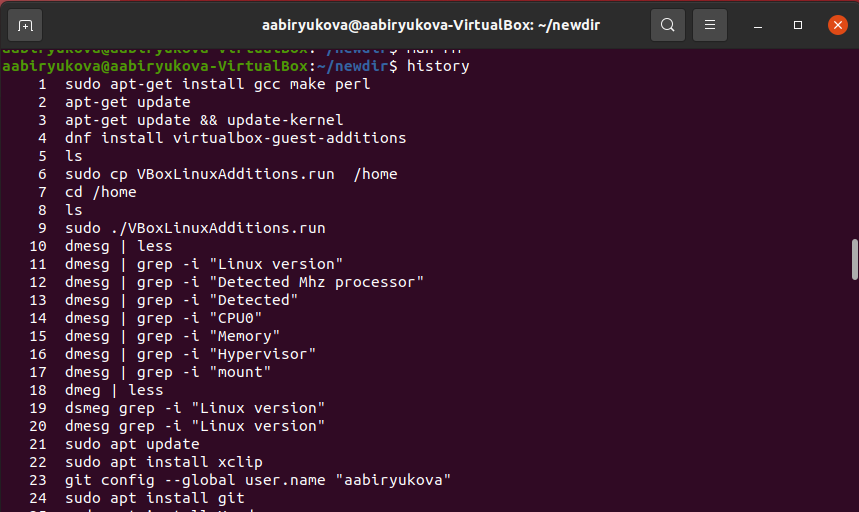 aabiryukova@aabiryukova-VirtualBox: ~/newdir
aabiryukova@aabiryukova-VirtualBox:~/newdir$ man rm
aabiryukova@aabiryukova-VirtualBox:~/newdir$ history
1 sudo apt-get install gcc make perl
2 apt-get update
3 apt-get update && update-kernel
4 dnf install virtualbox-guest-additions
5 ls
6 sudo cp VBoxLinuxAdditions.run  /home
7 cd /home
8 ls
9 sudo ./VBoxLinuxAdditions.run
10 dmesg | less
11 dmesg | grep -i "Linux version"
12 dmesg | grep -i "Detected Mhz processor"
13 dmesg | grep -i "Detected"
14 dmesg | grep -i "CPU0"
15 dmesg | grep -i "Memory"
16 dmesg | grep -i "Hypervisor"
17 dmesg | grep -i "mount"
18 dmeg | less
19 dsmeg grep -i "Linux version"
20 dmesg grep -i "Linux version"
21 sudo apt update
22 sudo apt install xclip
23 git config --global user.name "aabiryukova"
24 sudo apt install git